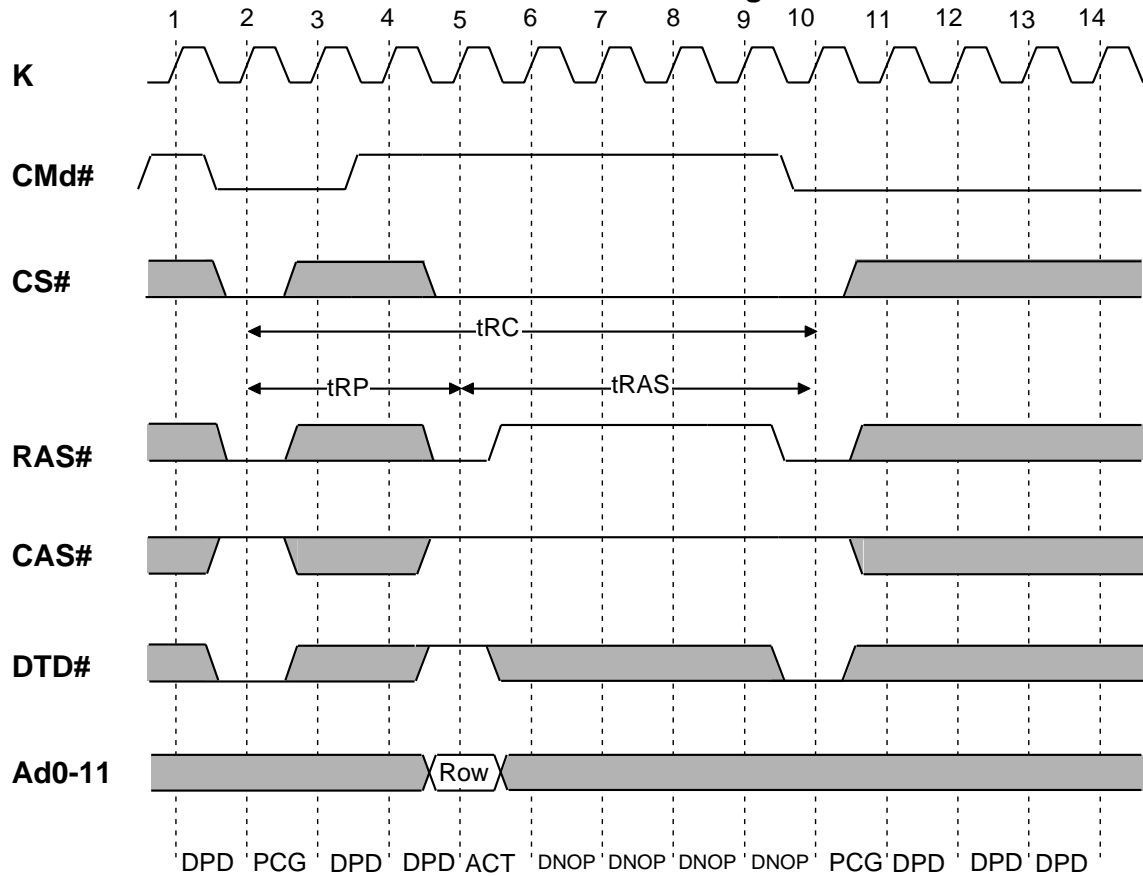 1 2 3 4 5 6 7 8 9 10 11 12 13 14
K
CMd#
CS#
tRC
tRP tRAS
RAS#
CAS#
DTD#
Ad0-11 Row
DPD PCG DPD DPD ACT DNOP DNOP DNOP DNOP PCG DPD DPD DPD